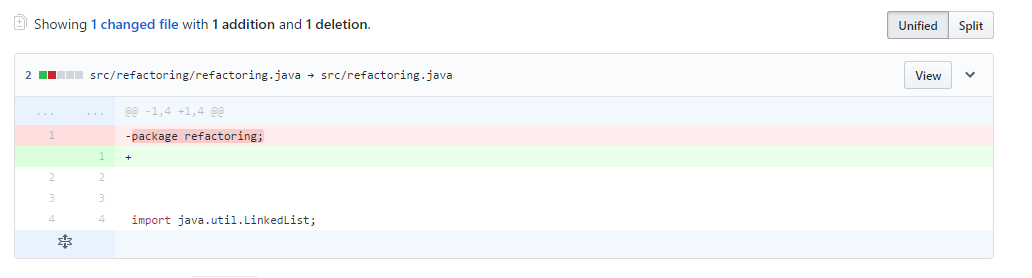 Showing 1 changed file with 1 addition and 1 deletion.
Unified Split
2 src/refactoring/refactoring.java → src/refactoring.java View
... ... @@ -1,4 +1,4 @@
1 -package refactoring;
1 +
2 2
3 3
4 4 import java.util.LinkedList;